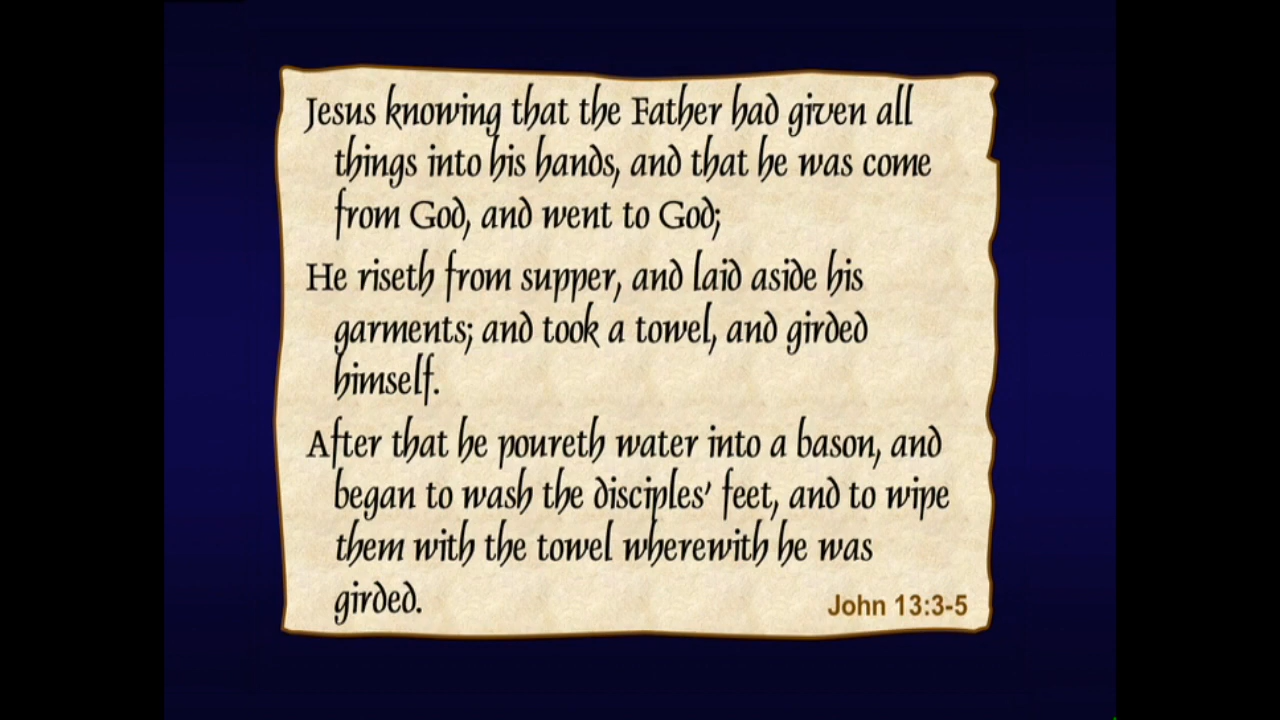 Jesus knowing that the Father had given all
things into his hands, and that he was come
from God, and went to God;
He riseth from supper, and laid aside his
garments; and took a towel, and girded
himself.
After that he poureth water into a bason, and
began to wash the disciples' feet, and to wipe
them with the towel wherewith he was
girded.
John 13:3-5